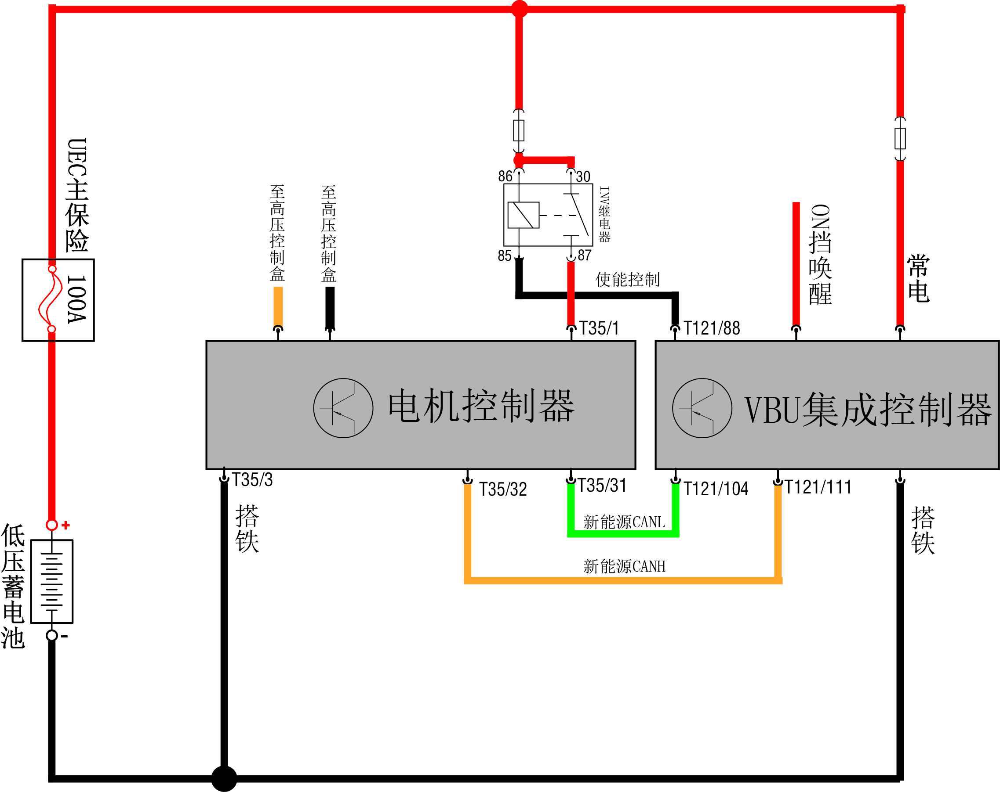 UEC主保险
100A
至高压控制盒
至高压控制盒
86
30
INV继电器
85
87
使能控制
ON挡唤醒
常电
T35/1
T121/88
电机控制器
VBU集成控制器
T35/3
T35/32
T35/31
T121/104
T121/111
搭铁
新能源CANL
搭铁
新能源CANH
低压蓄电池
+
-